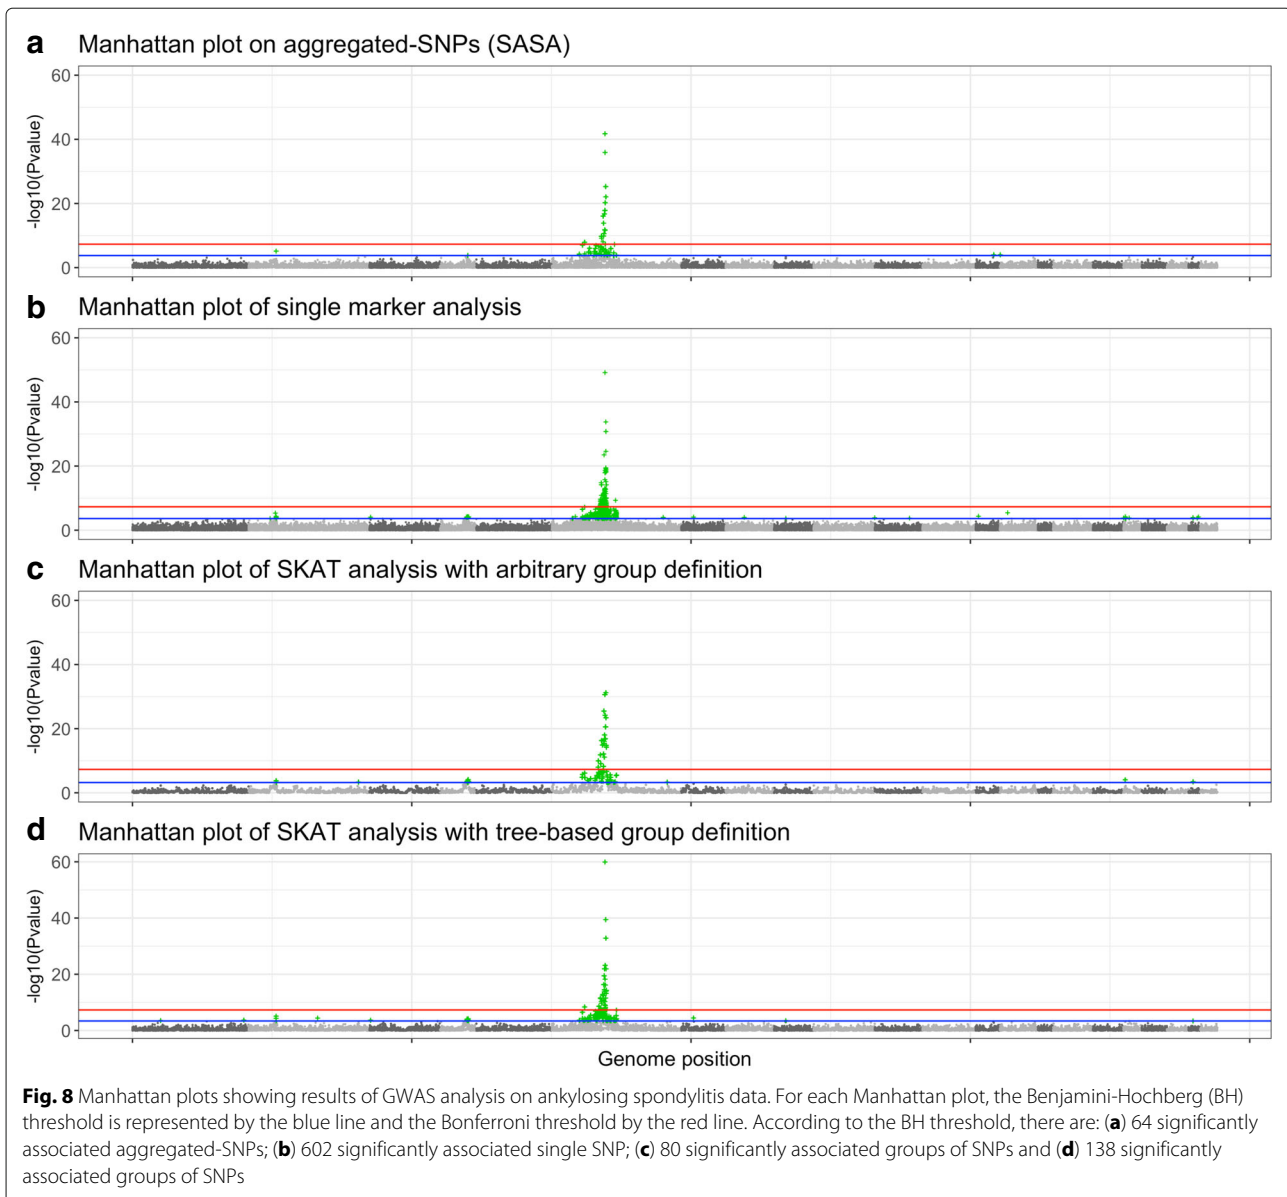 a Manhattan plot on aggregated-SNPs (SASA)
60
40
20
0
-log10(Pvalue)
b Manhattan plot of single marker analysis
60
40
20
0
-log10(Pvalue)
c Manhattan plot of SKAT analysis with arbitrary group definition
60
40
20
0
-log10(Pvalue)
d Manhattan plot of SKAT analysis with tree-based group definition
60
40
20
0
-log10(Pvalue)
Genome position
Fig. 8 Manhattan plots showing results of GWAS analysis on ankylosing spondylitis data. For each Manhattan plot, the Benjamini-Hochberg (BH)
threshold is represented by the blue line and the Bonferroni threshold by the red line. According to the BH threshold, there are: (a) 64 significantly
associated aggregated-SNPs; (b) 602 significantly associated single SNP; (c) 80 significantly associated groups of SNPs and (d) 138 significantly
associated groups of SNPs